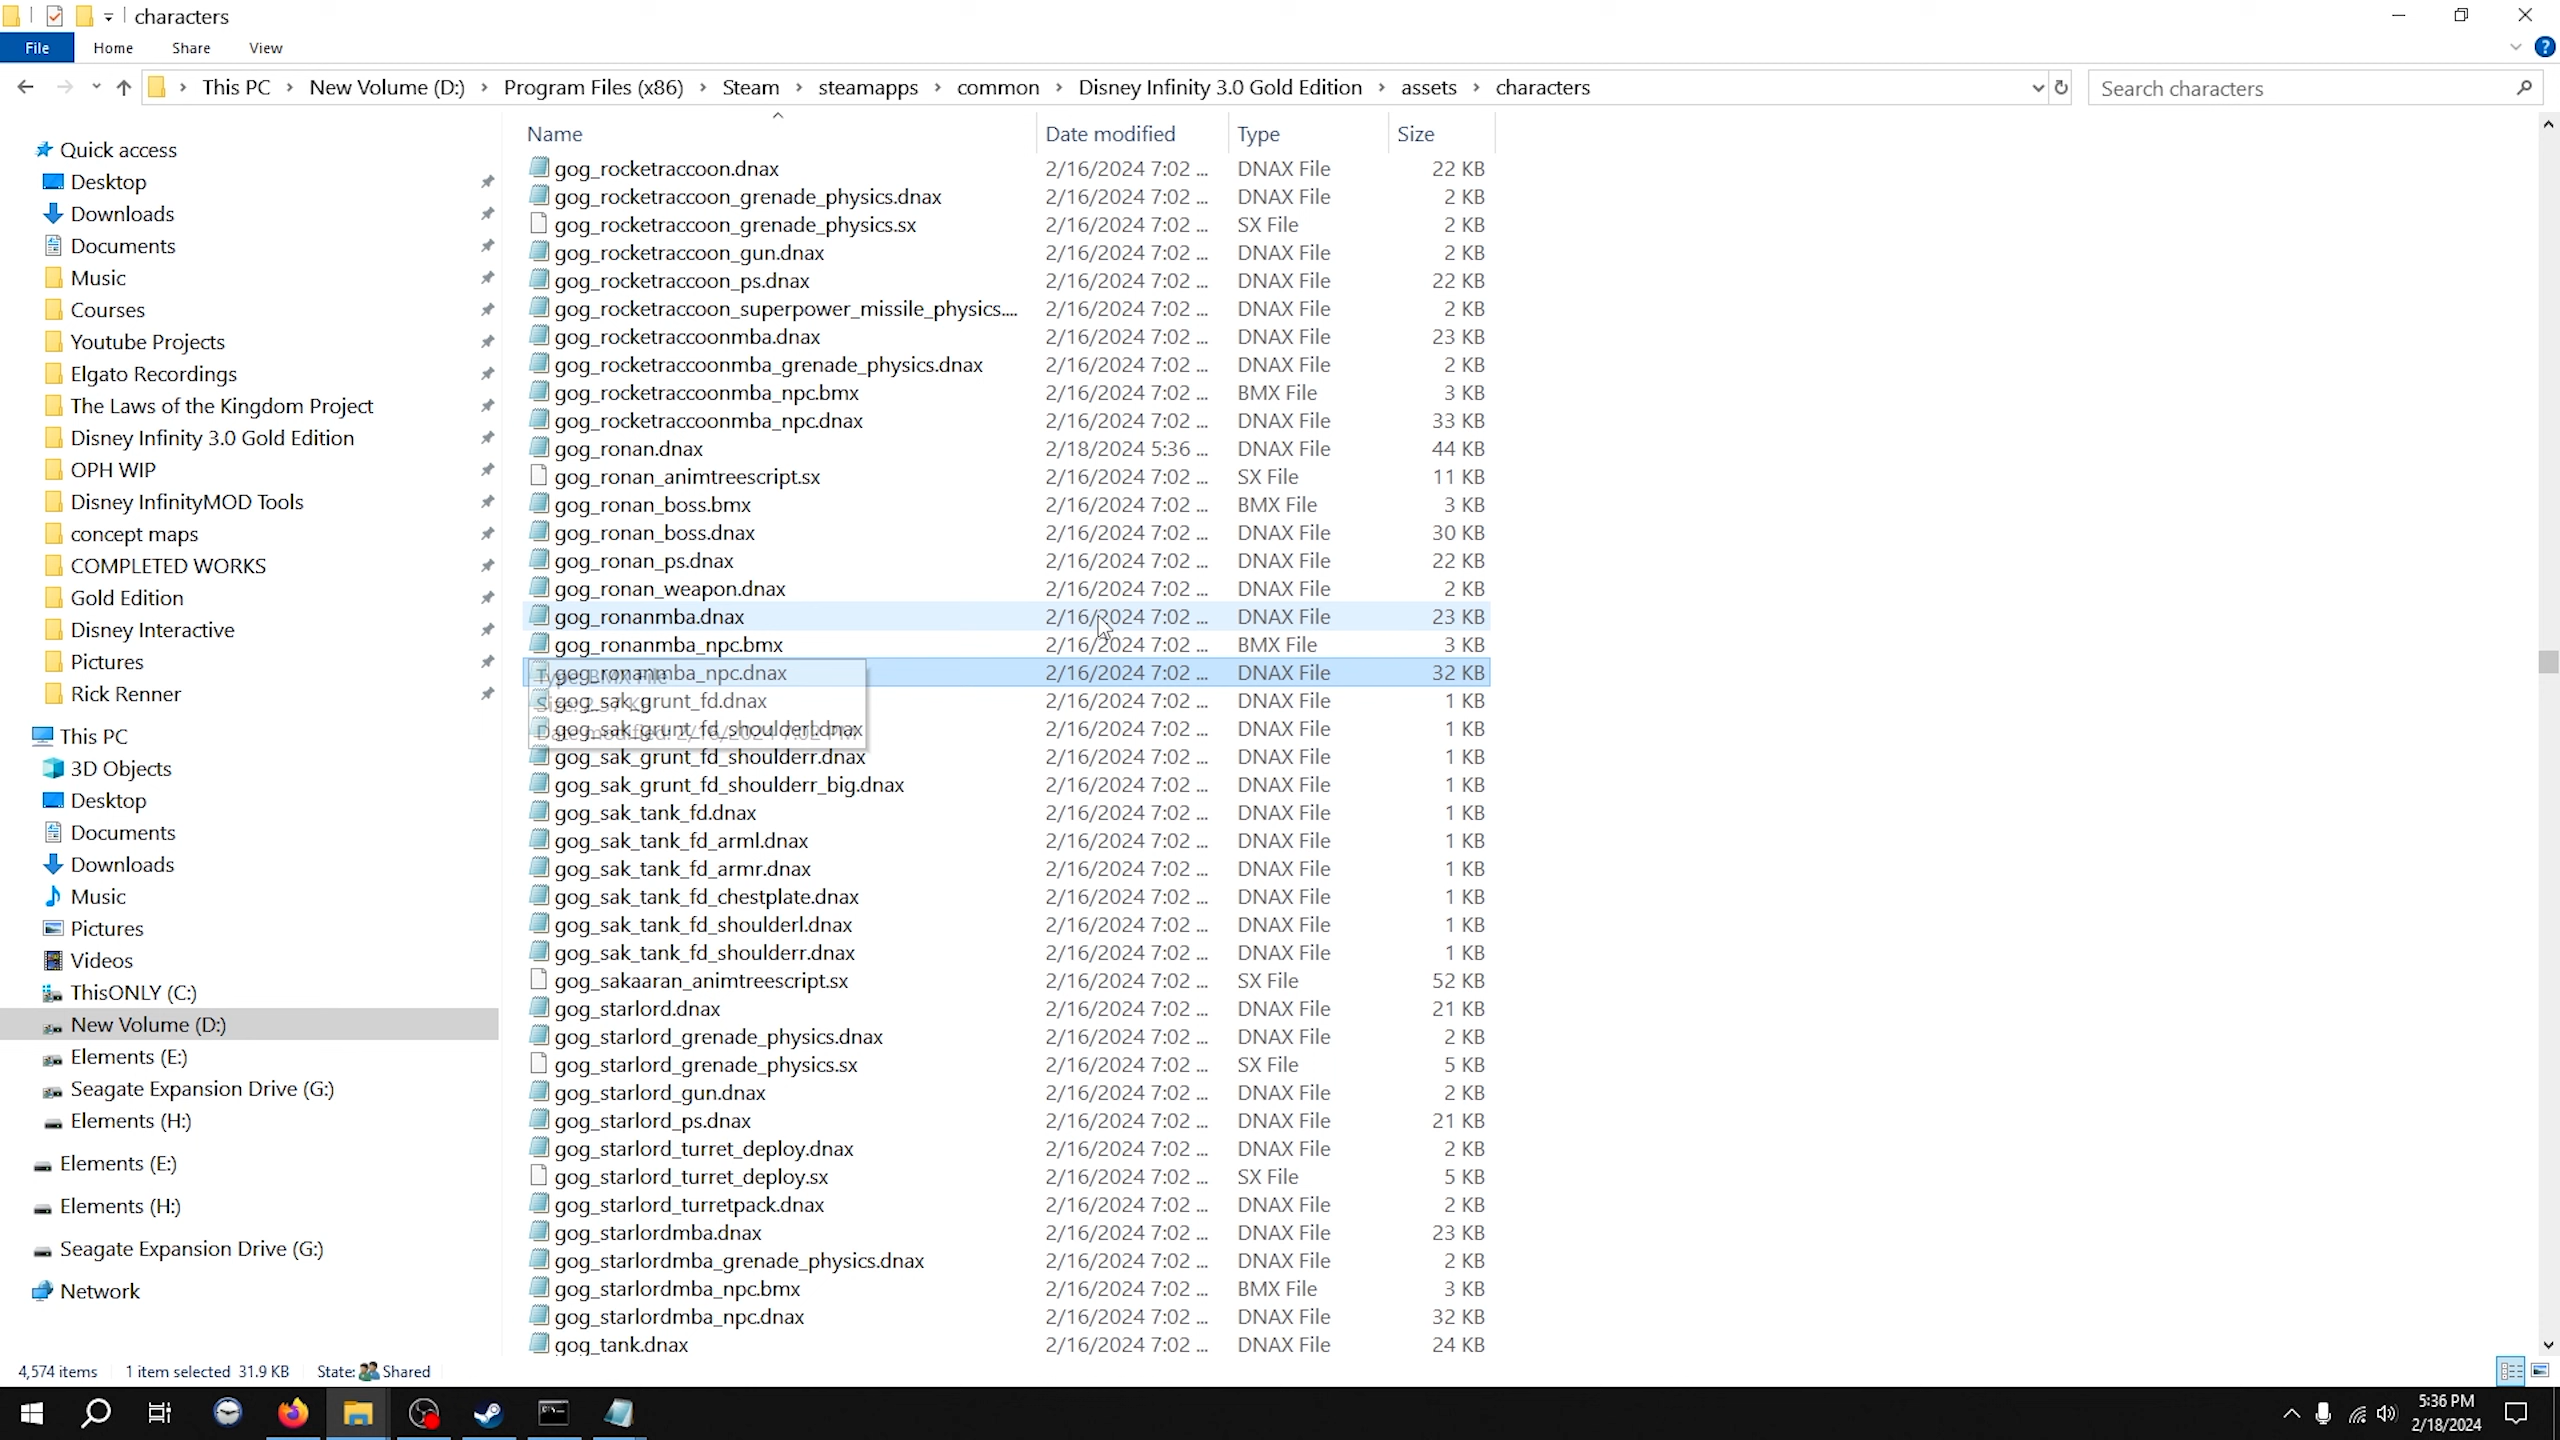 characters
File Home Share View
This PC New Volume (D:) Program Files (x86) Steam steamapps common Disney Infinity 3.0 Gold Edition assets characters
Search characters
Quick access
Desktop
Downloads
Documents
Music
Courses
Youtube Projects
Elgato Recordings
The Laws of the Kingdom Project
Disney Infinity 3.0 Gold Edition
OPH WIP
Disney InfinityMOD Tools
concept maps
COMPLETED WORKS
Gold Edition
Disney Interactive
Pictures
Rick Renner
This PC
3D Objects
Desktop
Documents
Downloads
Music
Pictures
Videos
ThisONLY (C:)
New Volume (D:)
Elements (E:)
Seagate Expansion Drive (G:)
Elements (H:)
Elements (E:)
Elements (H:)
Seagate Expansion Drive (G:)
Network
Name Date modified Type Size
gog_rocketraccoon.dnax 2/16/2024 7:02 ... DNAX File 22 KB
gog_rocketraccoon_grenade_physics.dnax 2/16/2024 7:02 ... DNAX File 2 KB
gog_rocketraccoon_grenade_physics.sx 2/16/2024 7:02 ... SX File 2 KB
gog_rocketraccoon_gun.dnax 2/16/2024 7:02 ... DNAX File 2 KB
gog_rocketraccoon_ps.dnax 2/16/2024 7:02 ... DNAX File 22 KB
gog_rocketraccoon_superpower_missile_physics.... 2/16/2024 7:02 ... DNAX File 2 KB
gog_rocketraccoonmba.dnax 2/16/2024 7:02 ... DNAX File 23 KB
gog_rocketraccoonmba_grenade_physics.dnax 2/16/2024 7:02 ... DNAX File 2 KB
gog_rocketraccoonmba_npc.bmx 2/16/2024 7:02 ... BMX File 3 KB
gog_rocketraccoonmba_npc.dnax 2/16/2024 7:02 ... DNAX File 33 KB
gog_ronan.dnax 2/18/2024 5:36 ... DNAX File 44 KB
gog_ronan_animtreescript.sx 2/16/2024 7:02 ... SX File 11 KB
gog_ronan_boss.bmx 2/16/2024 7:02 ... BMX File 3 KB
gog_ronan_boss.dnax 2/16/2024 7:02 ... DNAX File 30 KB
gog_ronan_ps.dnax 2/16/2024 7:02 ... DNAX File 22 KB
gog_ronan_weapon.dnax 2/16/2024 7:02 ... DNAX File 2 KB
gog_ronanmba.dnax 2/16/2024 7:02 ... DNAX File 23 KB
gog_ronanmba_npc.bmx 2/16/2024 7:02 ... BMX File 3 KB
gog_ronanmba_npc.dnax 2/16/2024 7:02 ... DNAX File 32 KB
gog_sak_grunt_fd.dnax 2/16/2024 7:02 ... DNAX File 1 KB
gog_sak_grunt_fd_shoulderl.dnax 2/16/2024 7:02 ... DNAX File 1 KB
gog_sak_grunt_fd_shoulderr.dnax 2/16/2024 7:02 ... DNAX File 1 KB
gog_sak_grunt_fd_shoulderr_big.dnax 2/16/2024 7:02 ... DNAX File 1 KB
gog_sak_tank_fd.dnax 2/16/2024 7:02 ... DNAX File 1 KB
gog_sak_tank_fd_arml.dnax 2/16/2024 7:02 ... DNAX File 1 KB
gog_sak_tank_fd_armr.dnax 2/16/2024 7:02 ... DNAX File 1 KB
gog_sak_tank_fd_chestplate.dnax 2/16/2024 7:02 ... DNAX File 1 KB
gog_sak_tank_fd_shoulderl.dnax 2/16/2024 7:02 ... DNAX File 1 KB
gog_sak_tank_fd_shoulderr.dnax 2/16/2024 7:02 ... DNAX File 1 KB
gog_sakaaran_animtreescript.sx 2/16/2024 7:02 ... SX File 52 KB
gog_starlord.dnax 2/16/2024 7:02 ... DNAX File 21 KB
gog_starlord_grenade_physics.dnax 2/16/2024 7:02 ... DNAX File 2 KB
gog_starlord_grenade_physics.sx 2/16/2024 7:02 ... SX File 5 KB
gog_starlord_gun.dnax 2/16/2024 7:02 ... DNAX File 2 KB
gog_starlord_ps.dnax 2/16/2024 7:02 ... DNAX File 21 KB
gog_starlord_turret_deploy.dnax 2/16/2024 7:02 ... DNAX File 2 KB
gog_starlord_turret_deploy.sx 2/16/2024 7:02 ... SX File 5 KB
gog_starlord_turretpack.dnax 2/16/2024 7:02 ... DNAX File 2 KB
gog_starlordmba.dnax 2/16/2024 7:02 ... DNAX File 23 KB
gog_starlordmba_grenade_physics.dnax 2/16/2024 7:02 ... DNAX File 2 KB
gog_starlordmba_npc.bmx 2/16/2024 7:02 ... BMX File 3 KB
gog_starlordmba_npc.dnax 2/16/2024 7:02 ... DNAX File 32 KB
gog_tank.dnax 2/16/2024 7:02 ... DNAX File 24 KB
4,574 items 1 item selected 31.9 KB State: Shared
5:36 PM
2/18/2024